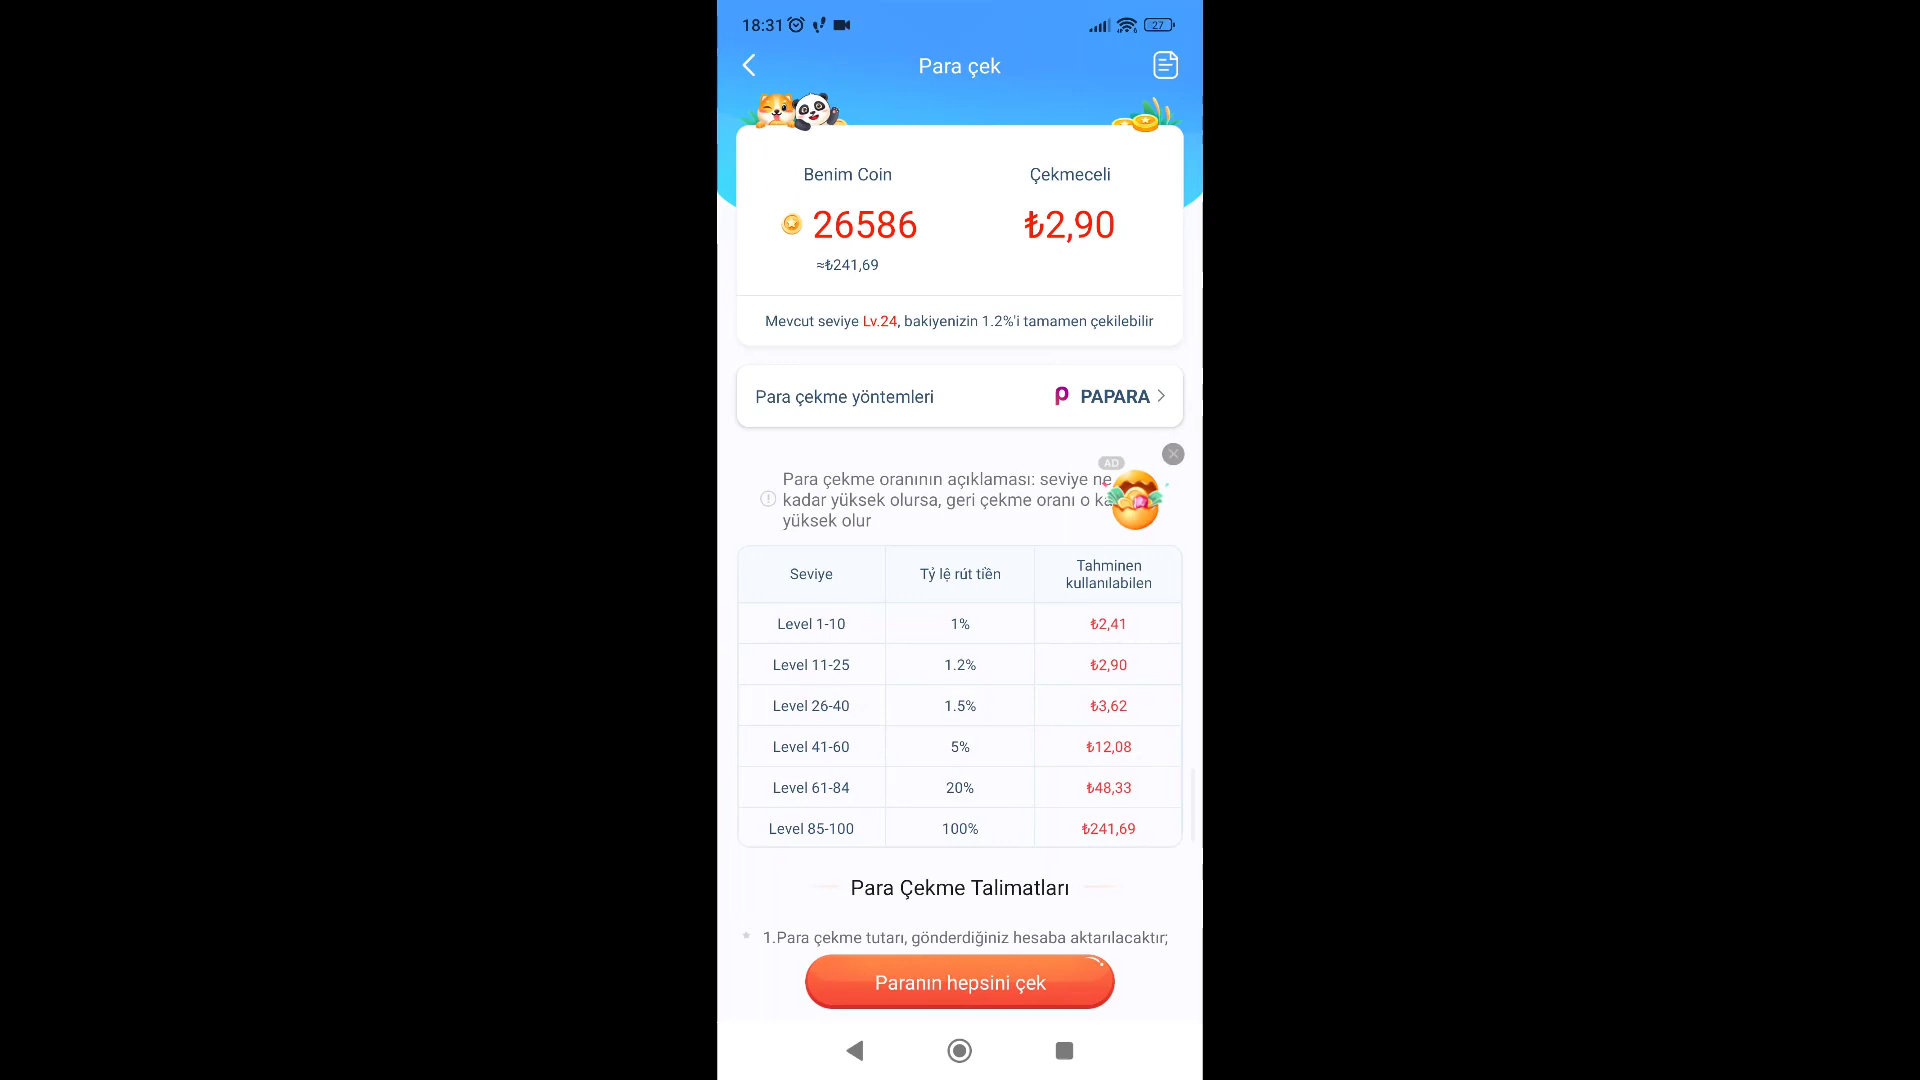 18:31
27
Para çek
Benim Coin
Çekmeceli
26586
₺2,90
≈₺241,69
Mevcut seviye Lv.24, bakiyenizin 1.2%'i tamamen çekilebilir
Para çekme yöntemleri
PAPARA
AD
Para çekme oranının açıklaması: seviye ne
kadar yüksek olursa, geri çekme oranı o ka
yüksek olur
Seviye
Tỷ lệ rút tiền
Tahminen
kullanılabilen
Level 1-10 1% ₺2,41
Level 11-25 1.2% ₺2,90
Level 26-40 1.5% ₺3,62
Level 41-60 5% ₺12,08
Level 61-84 20% ₺48,33
Level 85-100 100% ₺241,69
Para Çekme Talimatları
* 1.Para çekme tutarı, gönderdiğiniz hesaba aktarılacaktır;
Paranın hepsini çek